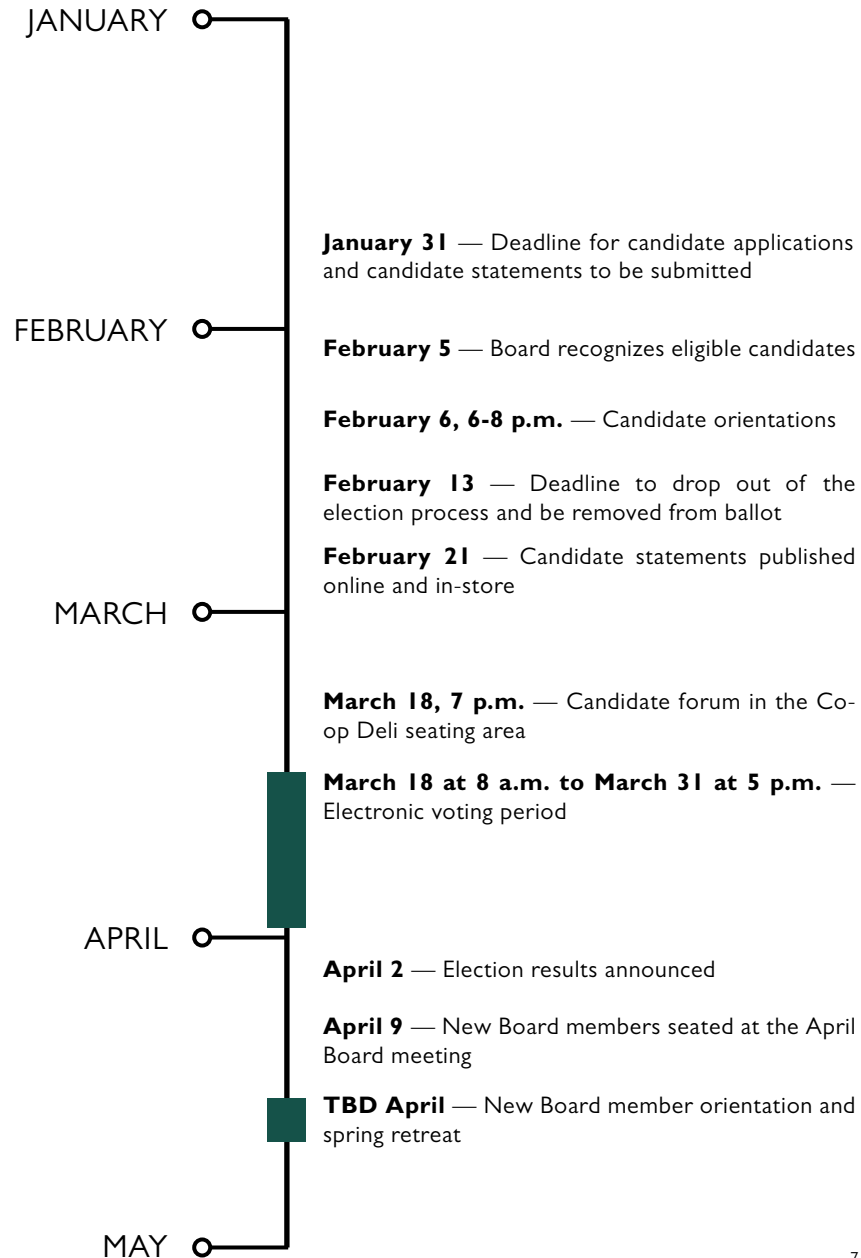 JANUARY
January 31 — Deadline for candidate applications
and candidate statements to be submitted
FEBRUARY
February 5 — Board recognizes eligible candidates
February 6, 6-8 p.m. — Candidate orientations
February 13 — Deadline to drop out of the
election process and be removed from ballot
February 21 — Candidate statements published
online and in-store
MARCH
March 18, 7 p.m. — Candidate forum in the Co-
op Deli seating area
March 18 at 8 a.m. to March 31 at 5 p.m. —
Electronic voting period
APRIL
April 2 — Election results announced
April 9 — New Board members seated at the April
Board meeting
TBD April — New Board member orientation and
spring retreat
MAY
7